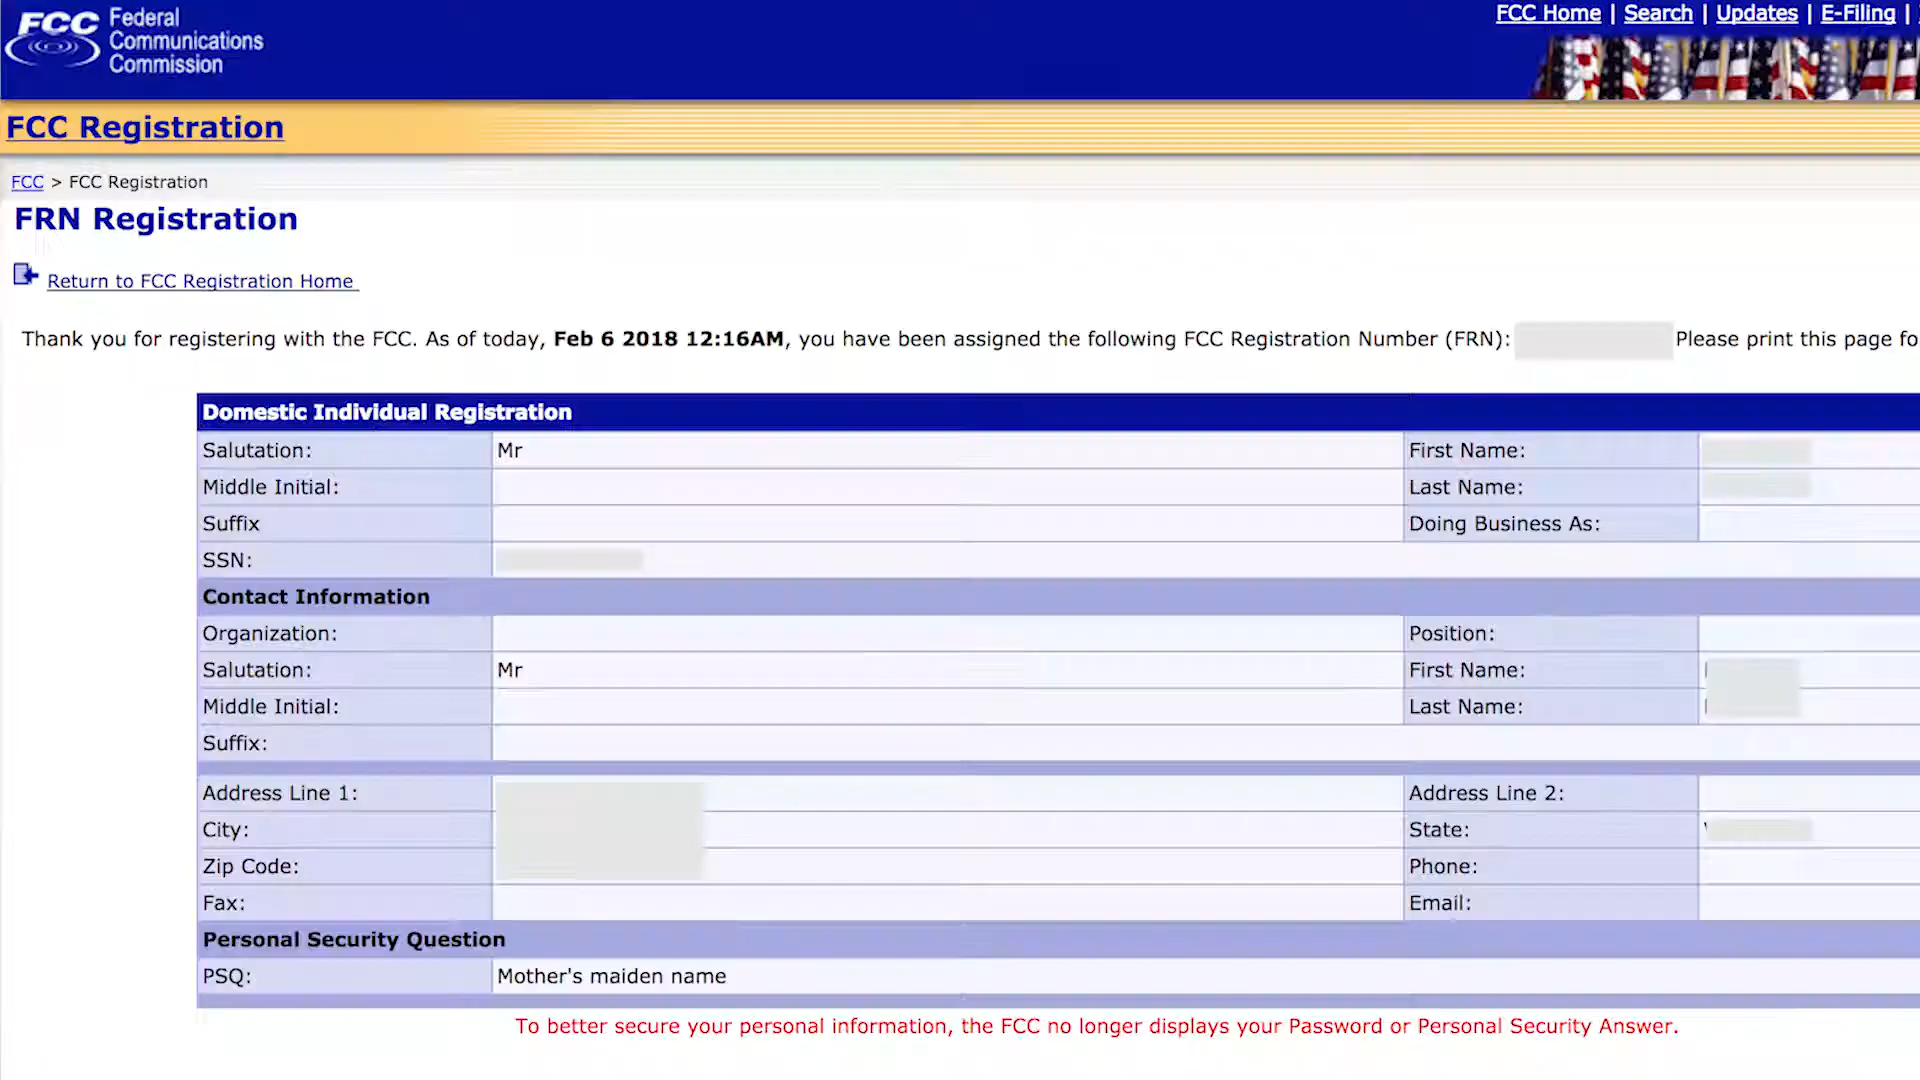 FCC Federal Communications Commission
FCC Home | Search | Updates | E-Filing |
FCC Registration
FCC > FCC Registration
FRN Registration
Return to FCC Registration Home
Thank you for registering with the FCC. As of today, Feb 6 2018 12:16AM, you have been assigned the following FCC Registration Number (FRN): Please print this page fo
Domestic Individual Registration
Salutation: Mr First Name:
Middle Initial: Last Name:
Suffix Doing Business As:
SSN:
Contact Information
Organization: Position:
Salutation: Mr First Name:
Middle Initial: Last Name:
Suffix:
Address Line 1: Address Line 2:
City: State:
Zip Code: Phone:
Fax: Email:
Personal Security Question
PSQ: Mother's maiden name
To better secure your personal information, the FCC no longer displays your Password or Personal Security Answer.